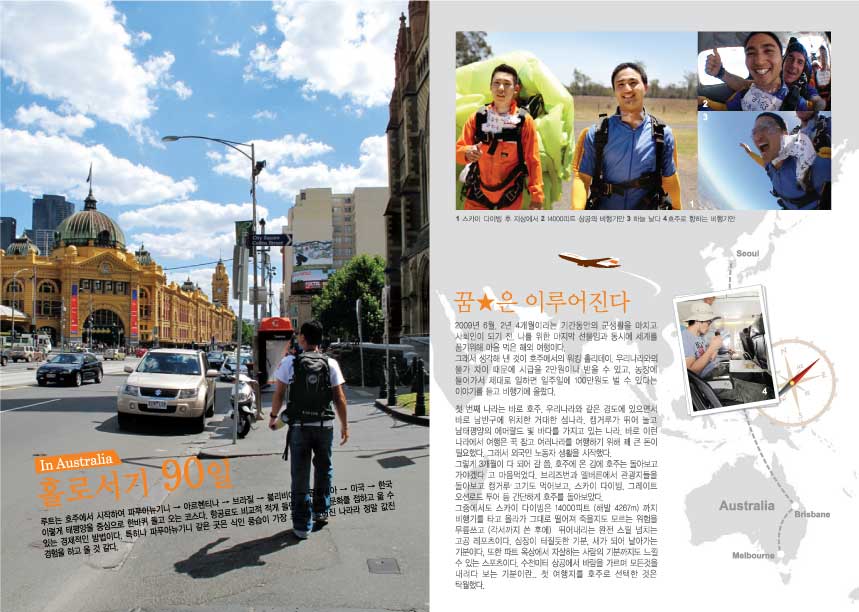 In Australia
홀로서기 90일
루트는 호주에서 시작하여 파푸아뉴기니 → 아르헨티나 → 브라질 → 볼리비아 → → 미국 → 한국
이렇게 태평양을 중심으로 한바퀴 돌고 오는 코스다. 항공료도 비교적 적게 들면서 문화를 접하고 올 수
있는 경제적인 방법이다. 특히나 파푸아뉴기니 같은 곳은 식인 풍습이 가장 나라라 정말 값진
경험을 하고 올 것 같다.
City Square
Collins Street
1 스카이 다이빙 후 지상에서 2 14000피트 상공의 비행기안 3 하늘 날다 4 호주로 향하는 비행기안
1
2
3
꿈★은 이루어진다
2009년 6월, 2년 4개월이라는 기간동안의 군생활을 마치고
사회인이 되기 전, 나를 위한 마지막 선물임과 동시에 세계를
품기위해 마음 먹은 해외 여행이다.
그래서 생각해 낸 것이 호주에서의 워킹 홀리데이, 우리나라와의
물가 차이 때문에 시급을 2만원이나 받을 수 있고, 농장에
들어가서 제대로 일하면 일주일에 100만원도 벌 수 있다는
이야기를 듣고 비행기에 올랐다.
첫 번째 나라는 바로 호주, 우리나라와 같은 경도에 있으면서
바로 남반구에 위치한 거대한 섬나라. 캥거루가 뛰어 놀고
남태평양의 에머랄드 빛 바다를 가지고 있는 나라. 바로 이런
나라에서 여행은 꾹 참고 여러나라를 여행하기 위해 꽤 큰 돈이
필요했다. 그래서 외국인 노동자 생활을 시작했다.
그렇게 3개월이 다 되어 갈 쯤, 호주에 온 김에 호주는 돌아보고
가야겠다 고 마음먹었다. 브리즈번과 멜버른에서 관광지들을
돌아보고 캥거루 고기도 먹어보고, 스카이 다이빙, 그레이트
오션로드 투어 등 간단하게 호주를 돌아보았다.
그중에서도 스카이 다이빙은 14000피트 (해발 4267m) 까지
비행기를 타고 올라가 그대로 떨어져 죽을지도 모르는 위험을
무릅쓰고 (각서까지 쓴 후에) 뛰어내리는 완전 스릴 넘치는
고공 레포츠이다. 심장이 터질듯한 기분, 새가 되어 날아가는
기분이다. 또한 파트 옥상에서 자살하는 사람의 기분까지도 느낄
수 있는 스포츠이다. 수천미터 상공에서 바람을 가르며 모든것을
내려다 보는 기분이란... 첫 여행지를 호주로 선택한 것은
탁월했다.
Seoul
N
4
Australia
Brisbane
Melbourne